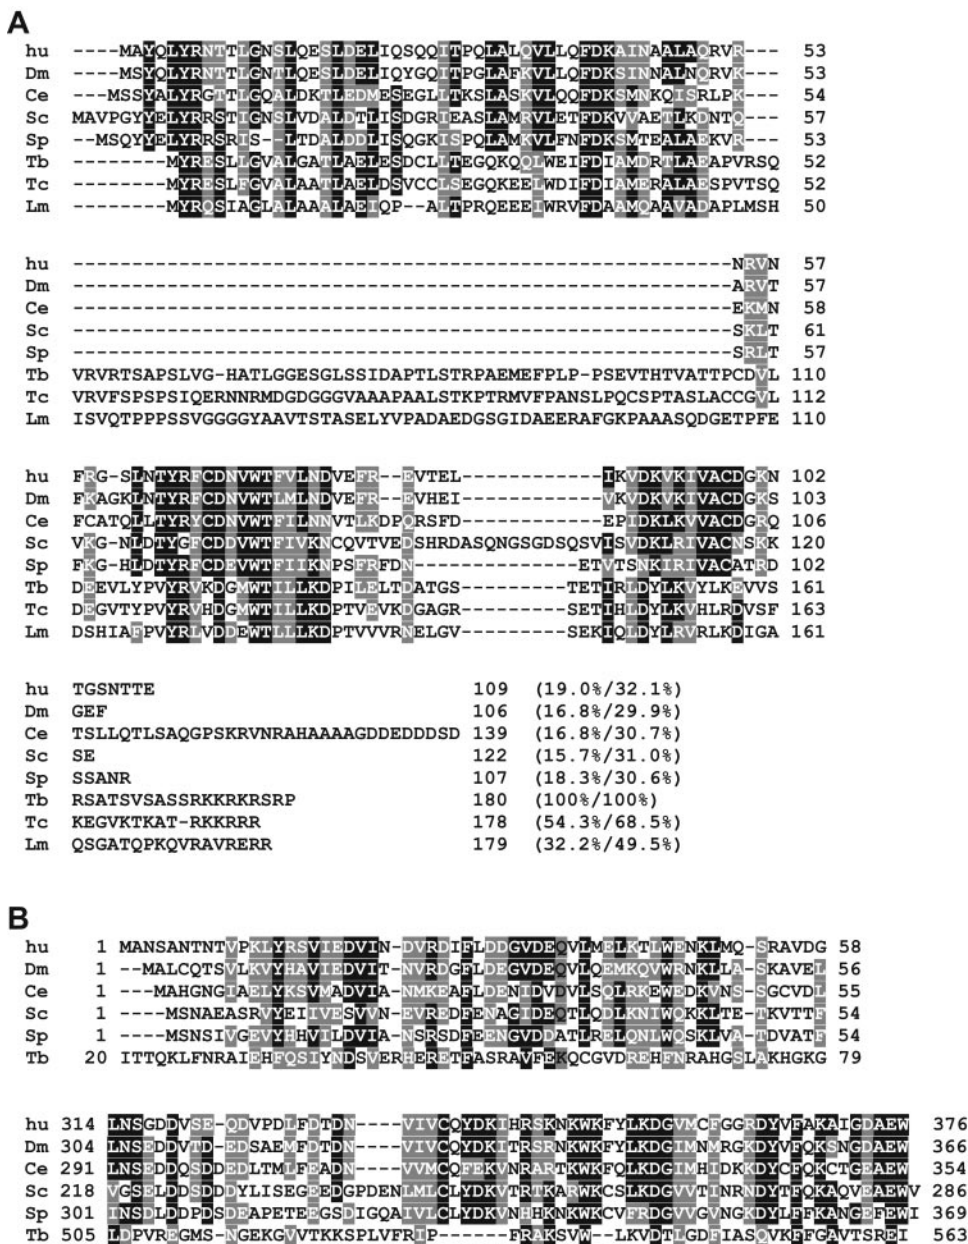 A
hu ----MAYQLYRNTTLGNSLQESLDELIQSQQITPQLALQVLLQFDKAINAALAQRVR--- 53
Dm ----MSYQLYRNTTLGNTLQESLDELIQYGQITPGLAFKVLLQFDKSINNALNQRVK--- 53
Ce ---MSSYALYRGTTLGQALDKTLEDMESEGLLTKSLASKVLQQFDKSMNKQISRLPK--- 54
Sc MAVPGYYELYRRSTIGNSLVDALDTLISDGRIEASLAMRVLETFDKVVAETLKDNTQ--- 57
Sp --MSQYYELYRRSRIS--LTDALDDLISQGKISPQLAMKVLFNFDKSMTEALAEKVR--- 53
Tb --------MYRESLLGVALGATLAELESDCLLTEGQKQQLWEIFDIAMDRTLAEAPVRSQ 52
Tc --------MYRESLFGVALAATLAELDSVCCLSEGQKEELWDIFDIAMERALAESPVTSQ 52
Lm --------MYRQSIAGLALAAALAEIQP--ALTPRQEEEIWRVFDAAMQAAVADAPLMSH 50
hu --------------------------------------------------------NRVN 57
Dm --------------------------------------------------------ARVT 57
Ce --------------------------------------------------------EKMN 58
Sc --------------------------------------------------------SKLT 61
Sp --------------------------------------------------------SRLT 57
Tb VRVRTSAPSLVG-HATLGGESGLSSIDAPTLSTRPAEMEFPLP-PSEVTHTVATTPCDVL 110
Tc VRVFSPSPSIQERNNRMDGDGGGVAAAPAALSTKPTRMVFPANSLPQCSPTASLACCGVL 112
Lm ISVQTPPPSSVGGGGYAAVTSTASELYVPADAEDGSGIDAEERAFGKPAAASQDGETPFE 110
hu FRG-SLNTYRFCDNVWTFVLNDVEFR--EVTEL------------IKVDKVKIVACDGKN 102
Dm FKAGKLNTYRYCDNVWTLMLNDVEFR--EVHEI------------VKVDKVKIVACDGKS 103
Ce FCATQLLTYRYCDNVWTFILNNVTLKDPQRSFD------------EPIDKLKVVACDGRQ 106
Sc VKG-NLDTYGFCDDVWTFIVKNCQVTVEDSHRDASQNGSGDSQSVISVDKLRIVACNSKK 120
Sp FKG-HLDTYRFCDEVWTFIIKNPSFRFDN----------------ETVTSNKIRIVACATRD 102
Tb DEEVLYPVYRVKDGMWTILLKDPILELTDATGS---------TETIRLDYLKVYLKEVVS 161
Tc DEGVTYPVYRVHDGMWTILLKDPTVEVKDGAGR---------SETIHLDYLKVHLRDVSF 163
Lm DSHIAFPVYRLVDDEWTLLLKDPTVVVRNELGV---------SEKIQLDYLRVRLKDIGA 161
hu TGSNTTE 109 (19.0%/32.1%)
Dm GEF 106 (16.8%/29.9%)
Ce TSLLQTLSAQGPSKRVNRAHAAAAGDDEDDDSD 139 (16.8%/30.7%)
Sc SE 122 (15.7%/31.0%)
Sp SSANR 107 (18.3%/30.6%)
Tb RSATSVSASSRKKRKRSRP 180 (100%/100%)
Tc KEGVKTKAT-RKKRRR 178 (54.3%/68.5%)
Lm QSGATQPKQVRAVRERR 179 (32.2%/49.5%)
B
hu 1 MANSANTNTVPKLYRSVIEDVIN-DVRDIFLDDGVDEQVLMELKTLWENKLMQ-SRAVDG 58
Dm 1 --MALCQTSVLKVYHAVIEDVIT-NVRDGFLDEGVDEQVLQEMKQVWRNKLLA-SKAVEL 56
Ce 1 ---MAHGNGIAELYKSVMADVIA-NMKEAFLDENIDVDVLSQLRKEWEDKVNS-SGCVDL 55
Sc 1 ----MSNAEASRVYEIIVESVVN-EVREDFENAGIDEQTLQDLKNIWQKKLTE-TKVTTF 54
Sp 1 ----MSNSIVGEVYHHVILDVIA-NSRSDFEENGVDDATLRELQNLWQSKLVA-TDVATF 54
Tb 20 ITTQKLFNRAIEHFQSIYNDSVERHERETFASRAVFEKQCGVDREHFNRAHGSLAKHGKG 79
hu 314 LNSGDDVSE-QDVPDLFDTDN----VIVCQYDKIHRSKNKWKFYLKDGVMCFGGRDYVFAKAIGDAEW 376
Dm 304 LNSEDDVTD-EDSAEMFDTDN----VVVCQYDKITRSRNKWKFYLKDGIMNMRGKDYVFQKSNGDAEW 366
Ce 291 LNSEDDQSDDEDLTMLFEADN----VVMCQFEKVNRARTKWKFQLKDGIMHIDKKDYCFQKCTGEAEW 354
Sc 218 VGSELDDSDDDYLISEGEEDGPDENLMLCLYDKVTRTKARWKCSLKDGVVTINRNDYTFQKAQVEAEWV 286
Sp 301 INSDLDDPDSDEAPETEEGSDIGQAIVLCLYDKVNHHKNKWKCVFRDGVVGVNGKDYLFFKANGEFEWI 369
Tb 505 LDPVREGMS-NGEKGVVTKKSPLVFRIP------FRAKSVW--LKVDTLGDFIASQVKFFGAVTSREI 563